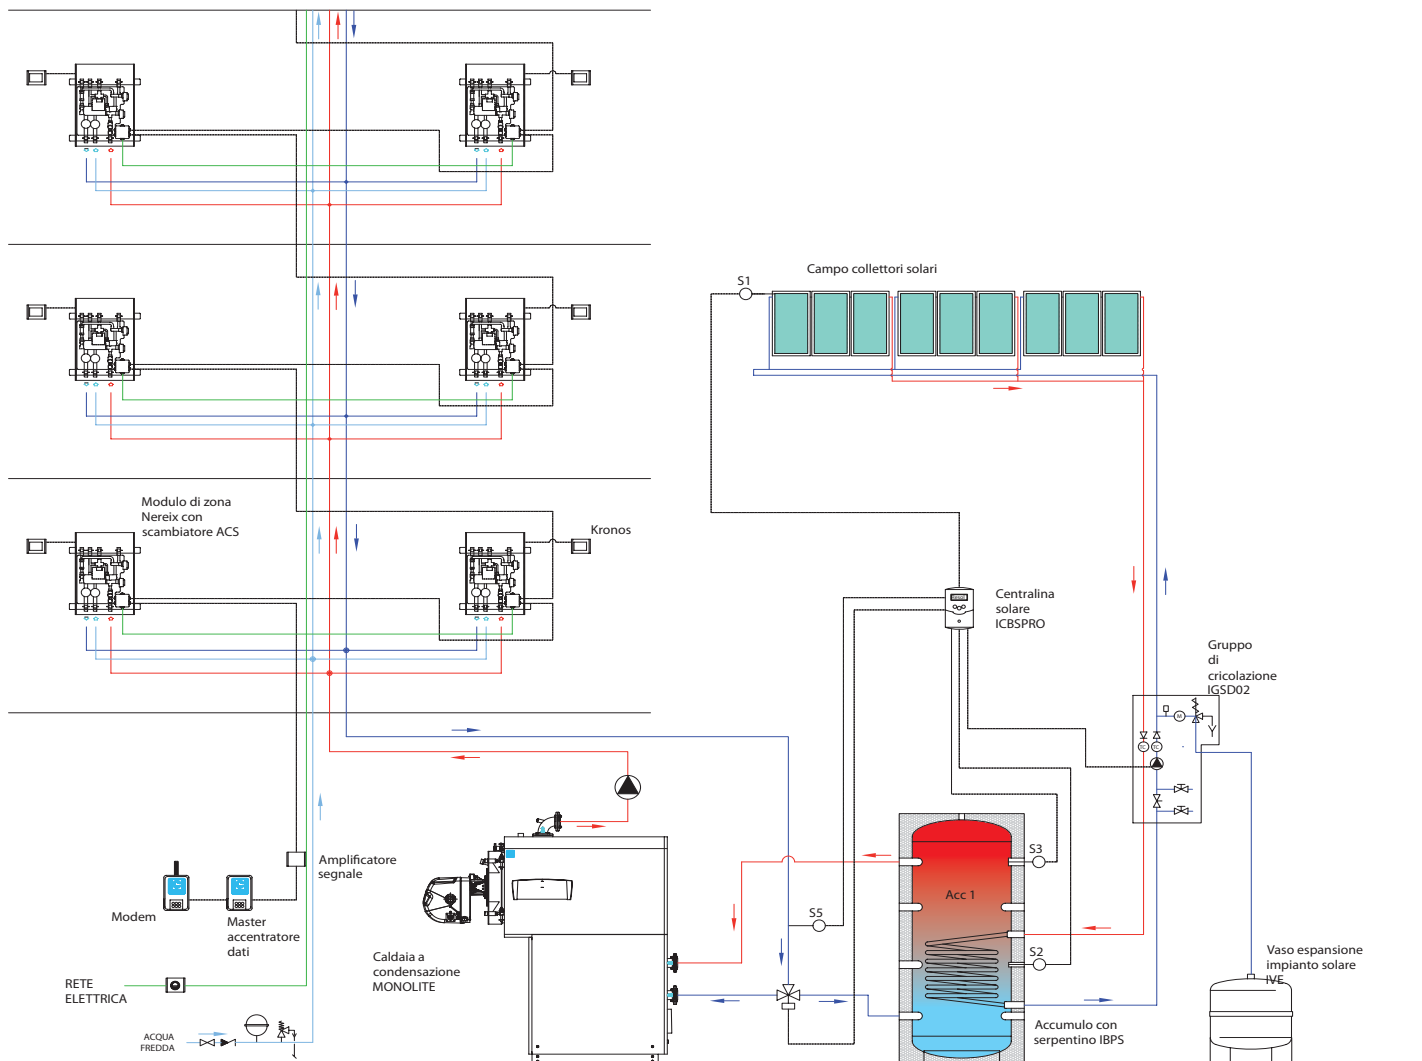 Campo collettori solari
S1
Modulo di zona
Nereix con
scambiatore ACS
Kronos
Centralina
solare
ICBSPRO
Gruppo
di
cricolazione
IGSD02
M
TC
TC
Amplificatore
segnale
Modem
Master
accentratore
dati
RETE
ELETTRICA
ACQUA
FREDDA
Caldaia a
condensazione
MONOLITE
S5
S3
Acc 1
S2
Accumulo con
serpentino IBPS
Vaso espansione
impianto solare
IVE